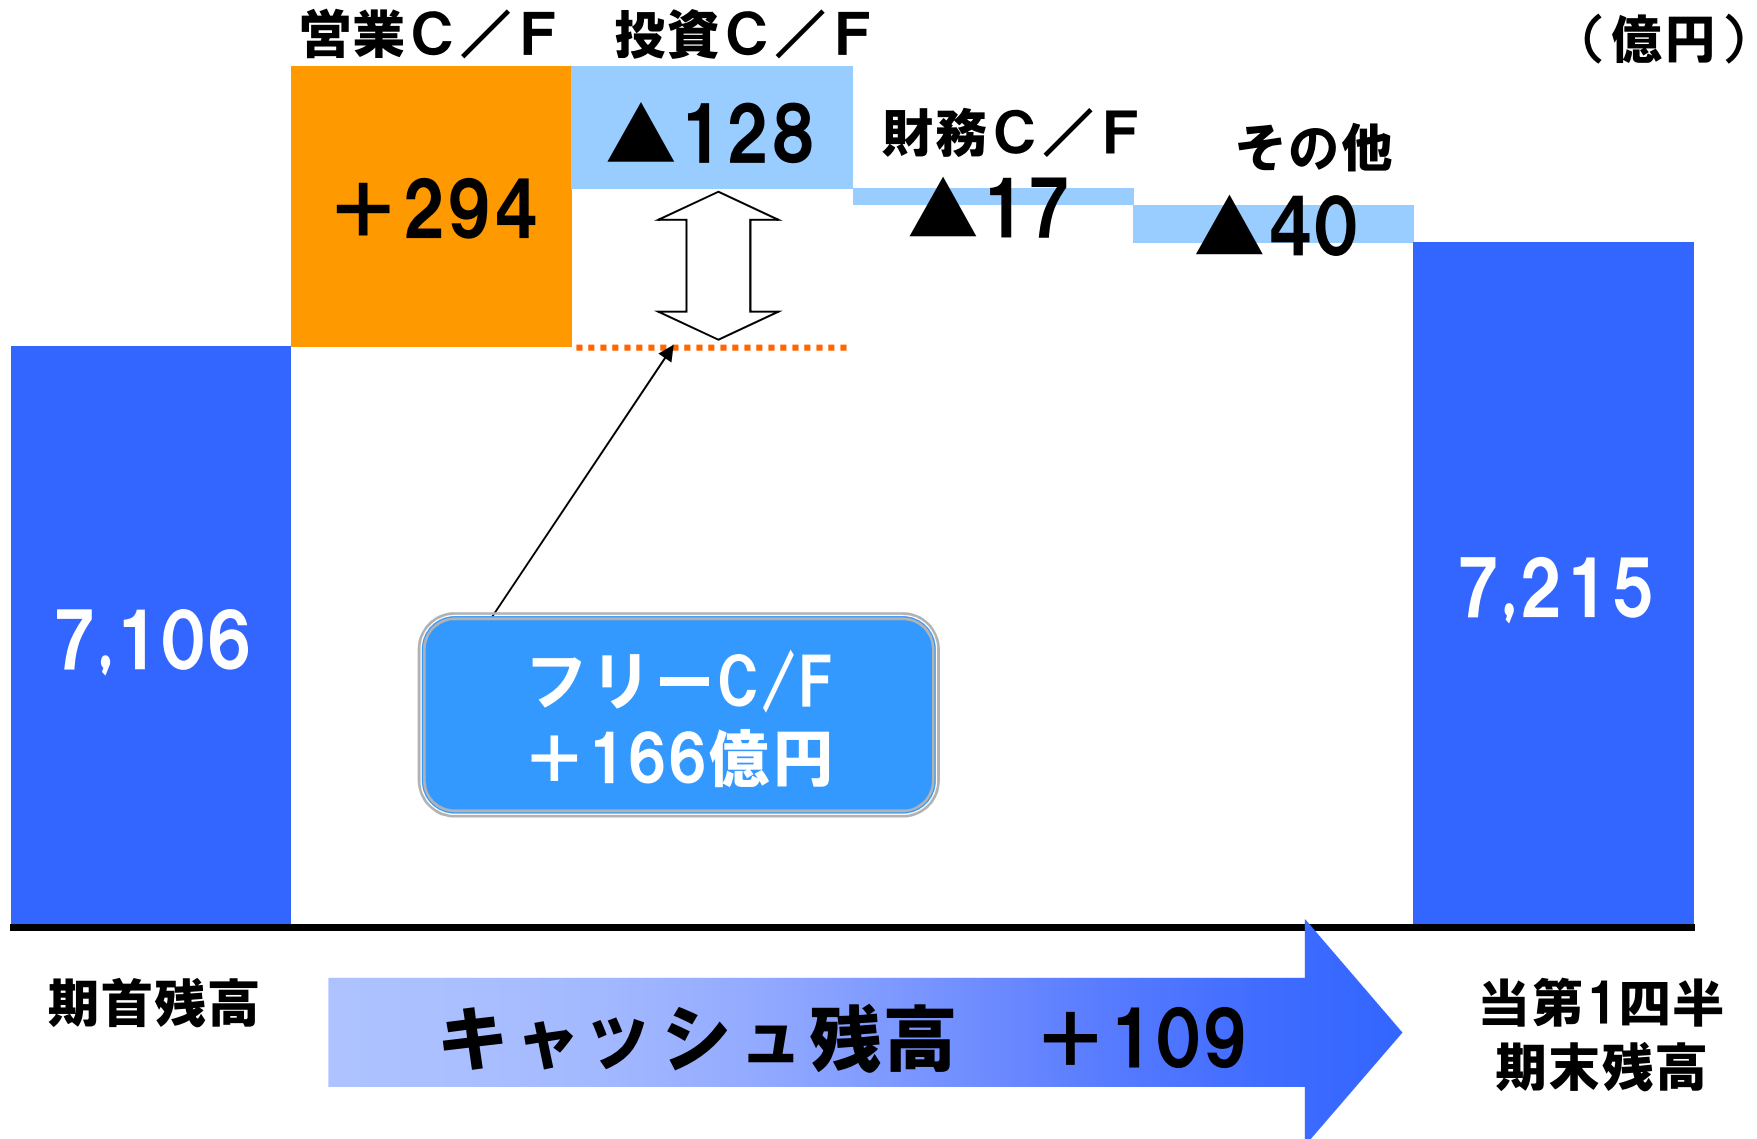 営業Ｃ／Ｆ
投資｣Ｃ／Ｆ
（億円）
▲128
財務Ｃ／Ｆ
その他
＋294
▲17
▲40
7,106
7,215
フリーC/F
＋166億円
期首残高
キャッシュ残高　＋109
当第1四半
期末残高